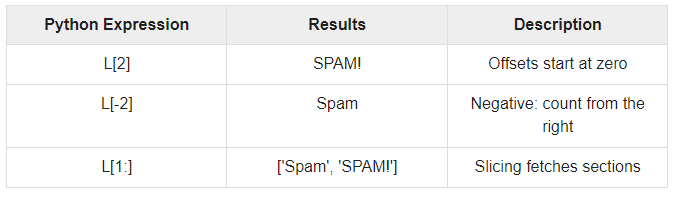 Python Expression Results Description
L[2] SPAM! Offsets start at zero
L[-2] Spam Negative: count from the
right
L[1:] ['Spam', 'SPAM!'] Slicing fetches sections